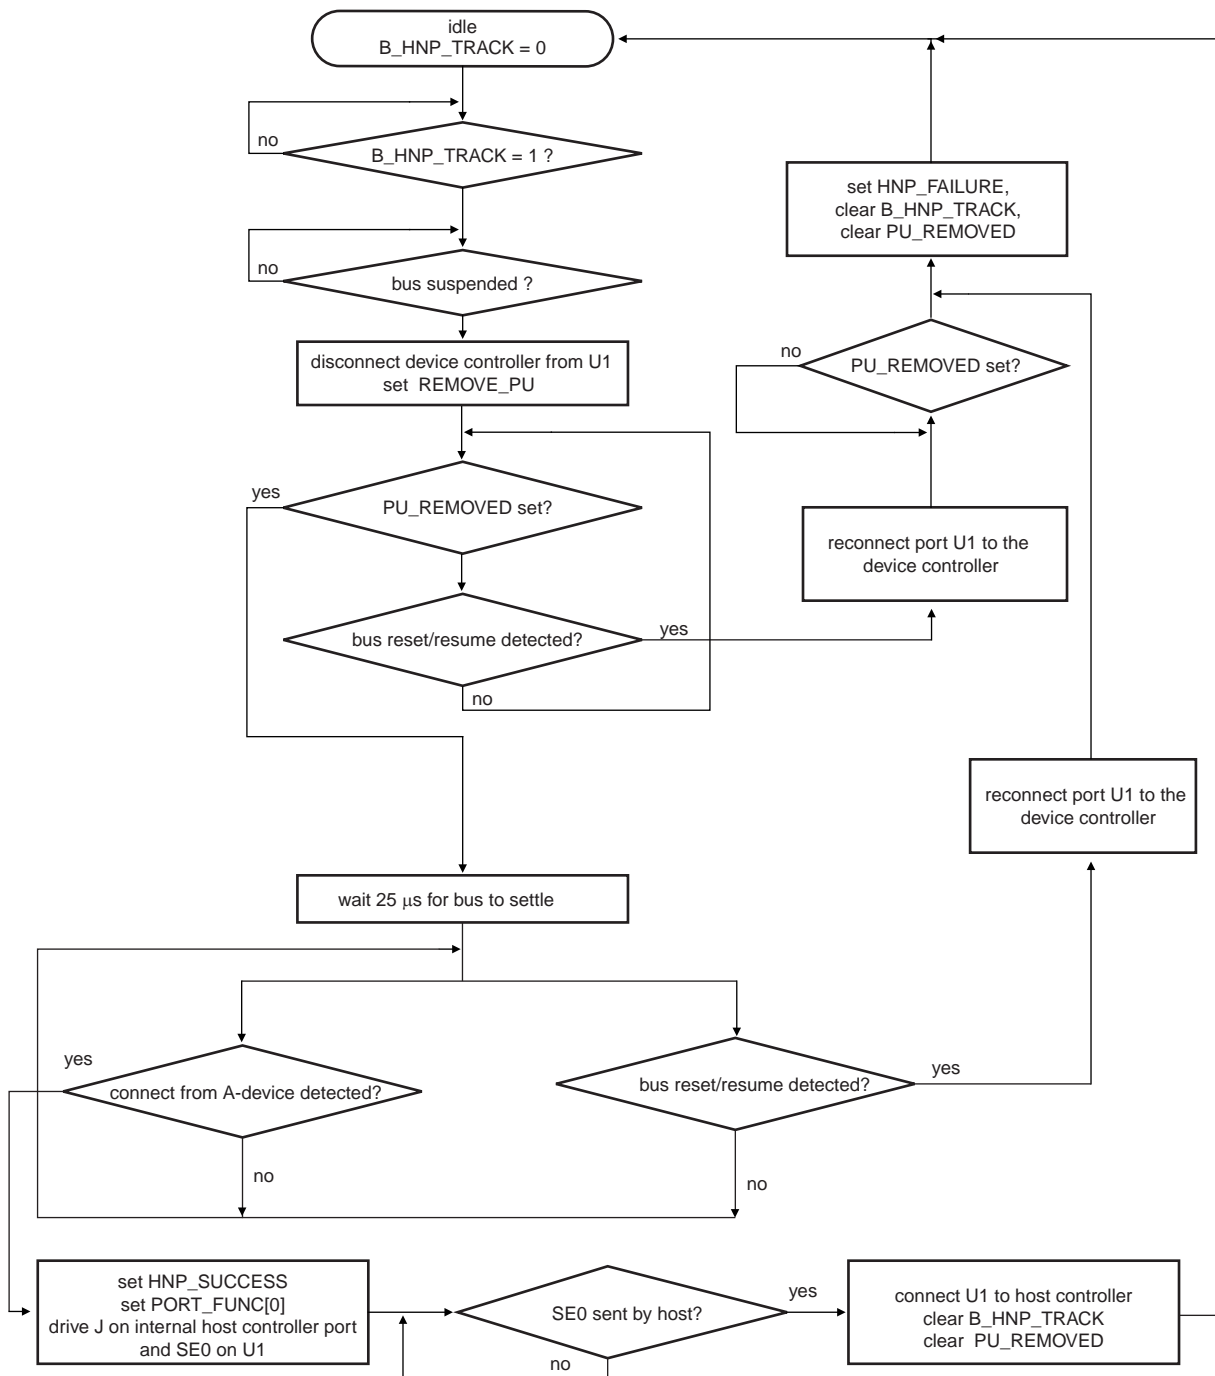 idle
B_HNP_TRACK = 0
no
B_HNP_TRACK = 1 ?
no
bus suspended ?
disconnect device controller from U1
set REMOVE_PU
yes
PU_REMOVED set?
bus reset/resume detected?
yes
no
set HNP_FAILURE,
clear B_HNP_TRACK,
clear PU_REMOVED
no
PU_REMOVED set?
reconnect port U1 to the
device controller
reconnect port U1 to the
device controller
wait 25 μs for bus to settle
yes
connect from A-device detected?
no
bus reset/resume detected?
yes
no
set HNP_SUCCESS
set PORT_FUNC[0]
drive J on internal host controller port
and SE0 on U1
SE0 sent by host?
yes
no
connect U1 to host controller
clear B_HNP_TRACK
clear PU_REMOVED